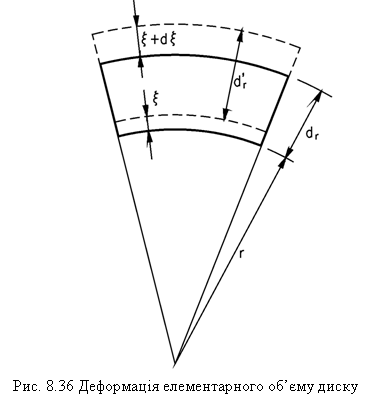 ξ+dξ
d'r
ξ
dr
r
Рис. 8.36 Деформація елементарного об’єму диску